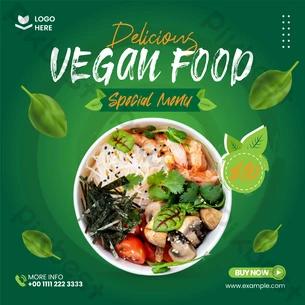 LOGO
HERE
Delicious
VEGAN FOOD
Special Menu
MORE INFO
+00 1111 222 3333
BUY NOW
www.example.com